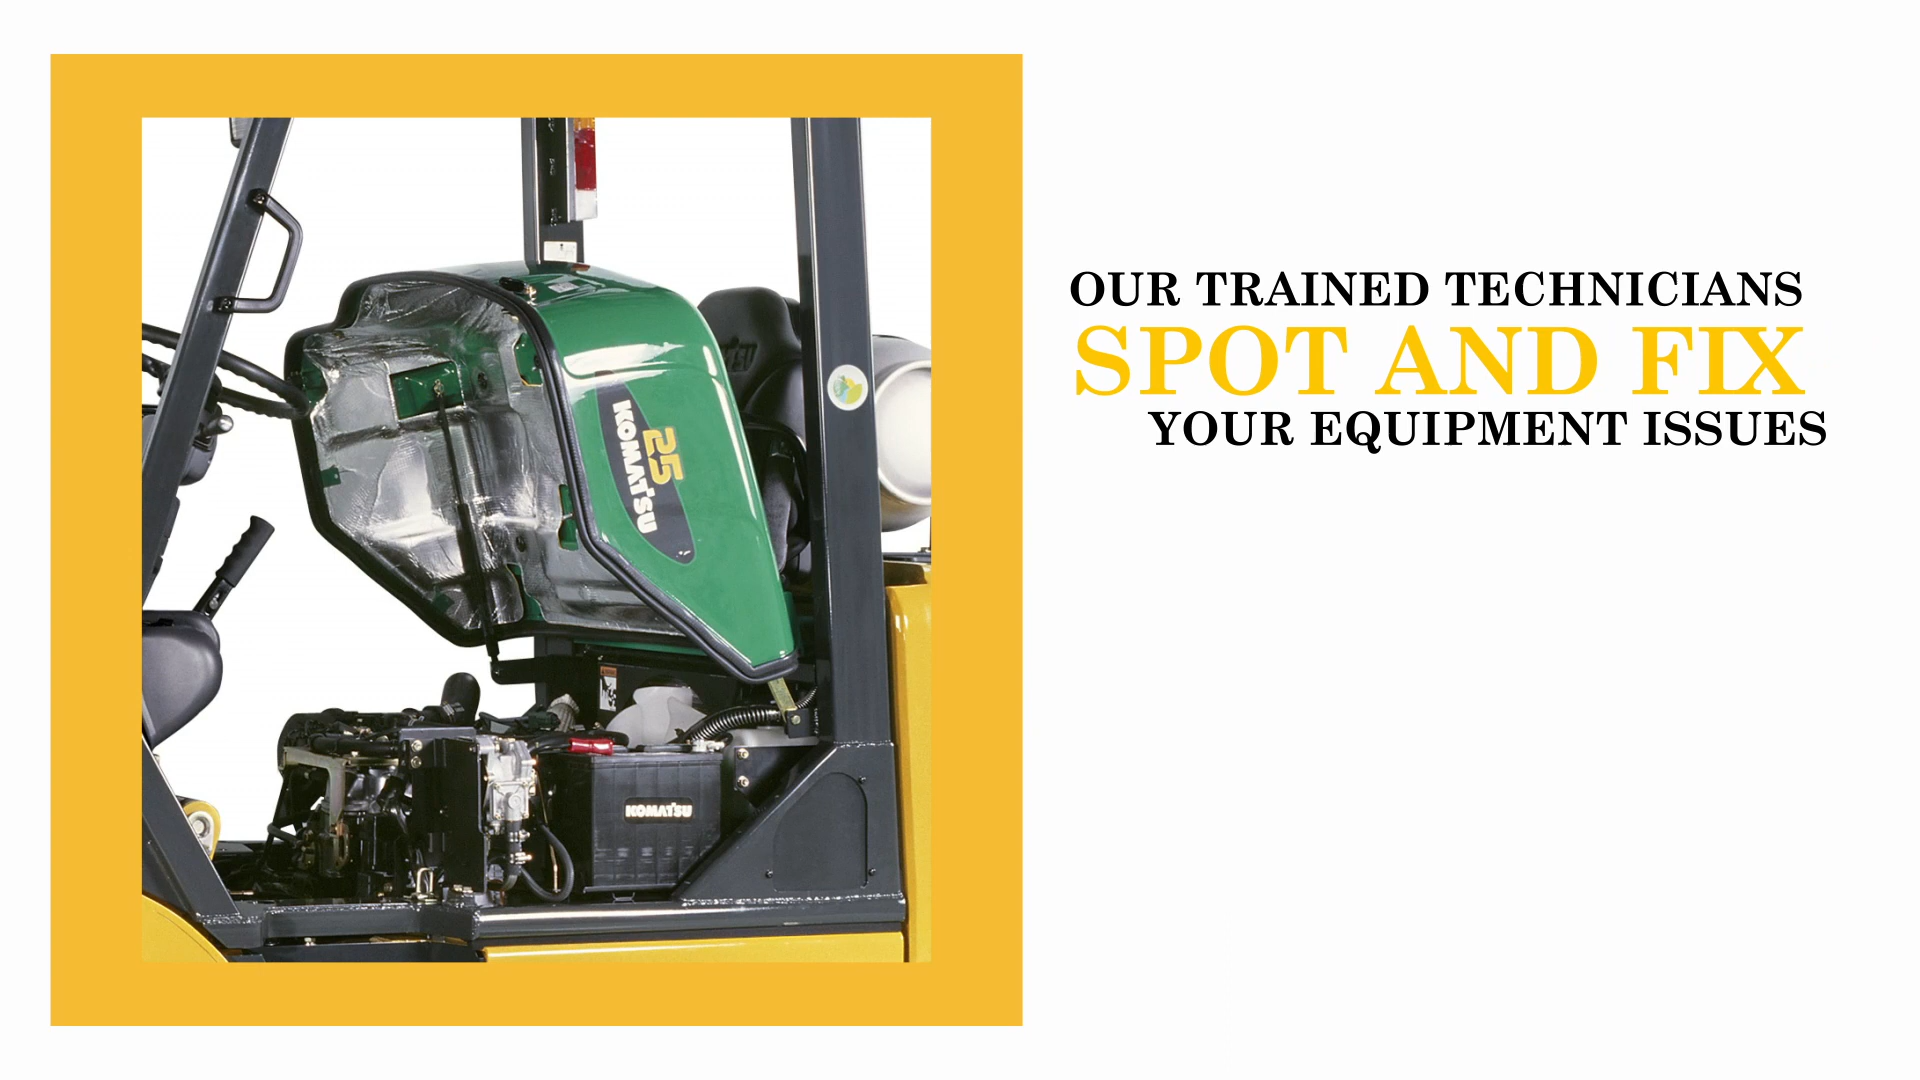 OUR TRAINED TECHNICIANS
SPOT AND FIX
YOUR EQUIPMENT ISSUES
25
KOMATSU
KOMATSU